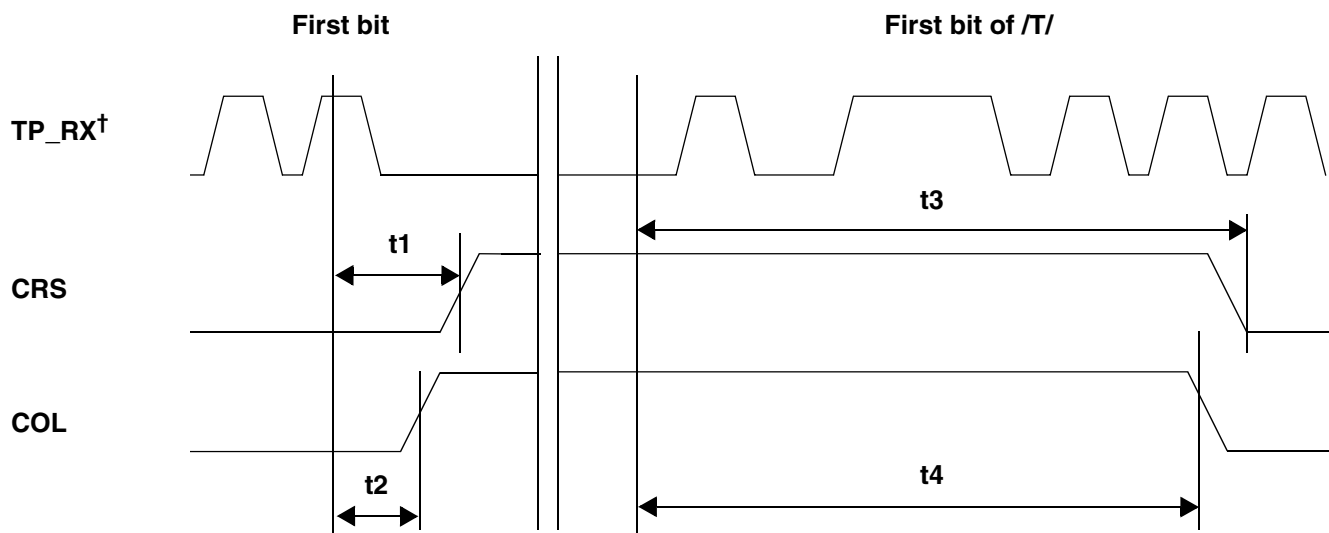 First bit
First bit of /T/
TP_RX†
t3
t1
CRS
COL
t4
t2